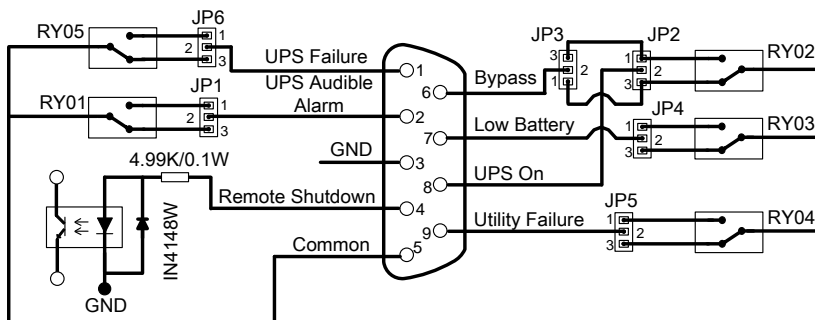 JP6
RY05
1
2
3
UPS Failure
UPS Audible
Alarm
JP1
RY01
1
2
3
GND
4.99K/0.1W
Remote Shutdown
IN4148W
Common
GND
1
2
3
4
5
6
7
8
9
Bypass
Low Battery
UPS On
Utility Failure
JP3
3
2
1
JP2
1
2
3
RY02
JP4
1
2
3
RY03
JP5
1
2
3
RY04